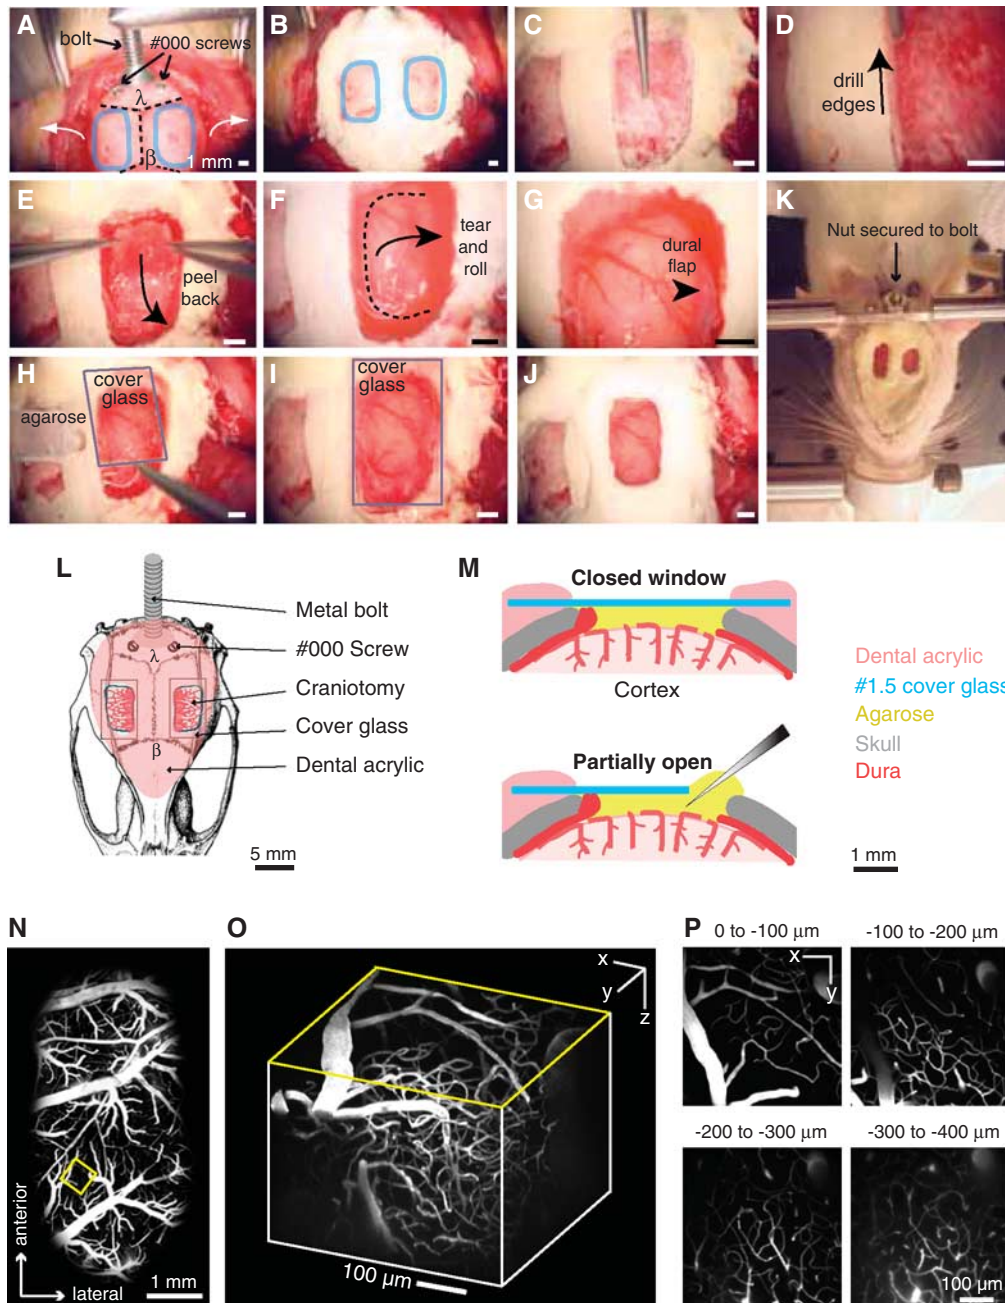 A
bolt
#000 screws
λ
β
1 mm
B
C
D
drill
edges
E
peel
back
F
tear
and
roll
G
dural
flap
K
Nut secured to bolt
H
cover
glass
agarose
I
cover
glass
J
L
Metal bolt
#000 Screw
Craniotomy
Cover glass
Dental acrylic
λ
β
5 mm
M
Closed window
Cortex
Partially open
Dental acrylic
#1.5 cover glass
Agarose
Skull
Dura
1 mm
N
anterior
lateral
1 mm
O
x
y
z
100 µm
P
0 to -100 µm
-100 to -200 µm
x
y
-200 to -300 µm
-300 to -400 µm
100 µm